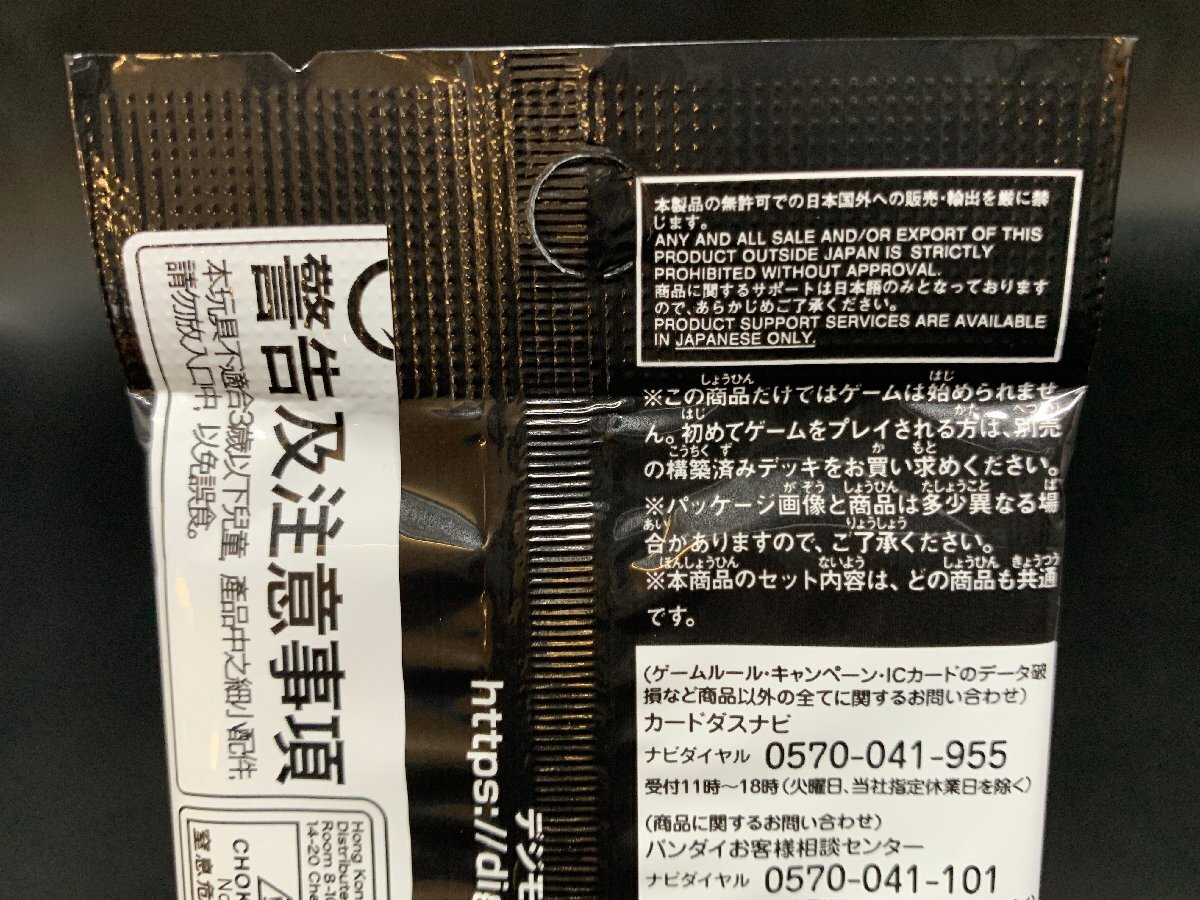 本製品の無許可での日本国外への販売・輸出を厳に禁
じます。
ANY AND ALL SALE AND/OR EXPORT OF THIS
PRODUCT OUTSIDE JAPAN IS STRICTLY
PROHIBITED WITHOUT APPROVAL.
商品に関するサポートは日本語のみとなっております
ので、あらかじめご了承ください。
PRODUCT SUPPORT SERVICES ARE AVAILABLE
IN JAPANESE ONLY.
※この商品だけではゲームは始められませ
ん。初めてゲームをプレイされる方は、別売
の構築済みデッキをお買い求めください。
※パッケージ画像と商品は多少異なる場
合がありますので、ご了承ください。
※本商品のセット内容は、どの商品も共通
です。
(ゲームルール・キャンペーン・ICカードのデータ破
損など商品以外の全てに関するお問い合わせ)
カードダスナビ
ナビダイヤル 0570-041-955
受付11時〜18時(火曜日、当社指定休業日を除く)
(商品に関するお問い合わせ)
バンダイお客様相談センター
ナビダイヤル 0570-041-101
警告及注意事項
本玩具不適合3歲以下兒童。產品中之細小配件,
請勿放入口中,以免誤食。
https://di
デジモ
Hong Kon
Distribute
Room 8-10
14-20 Che
CHOK
窒息危